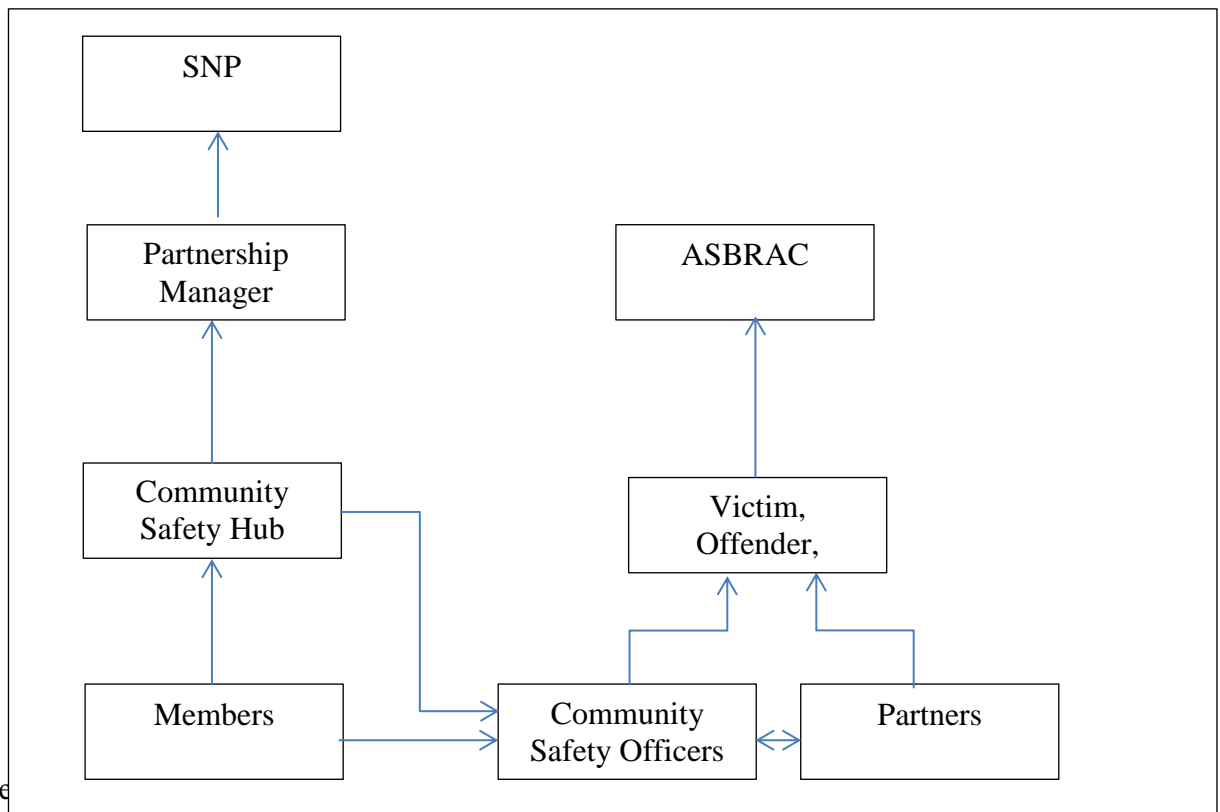 SNP
Partnership
Manager
ASBRAC
Community
Safety Hub
Victim,
Offender,
Members
Community
Safety Officers
Partners
e